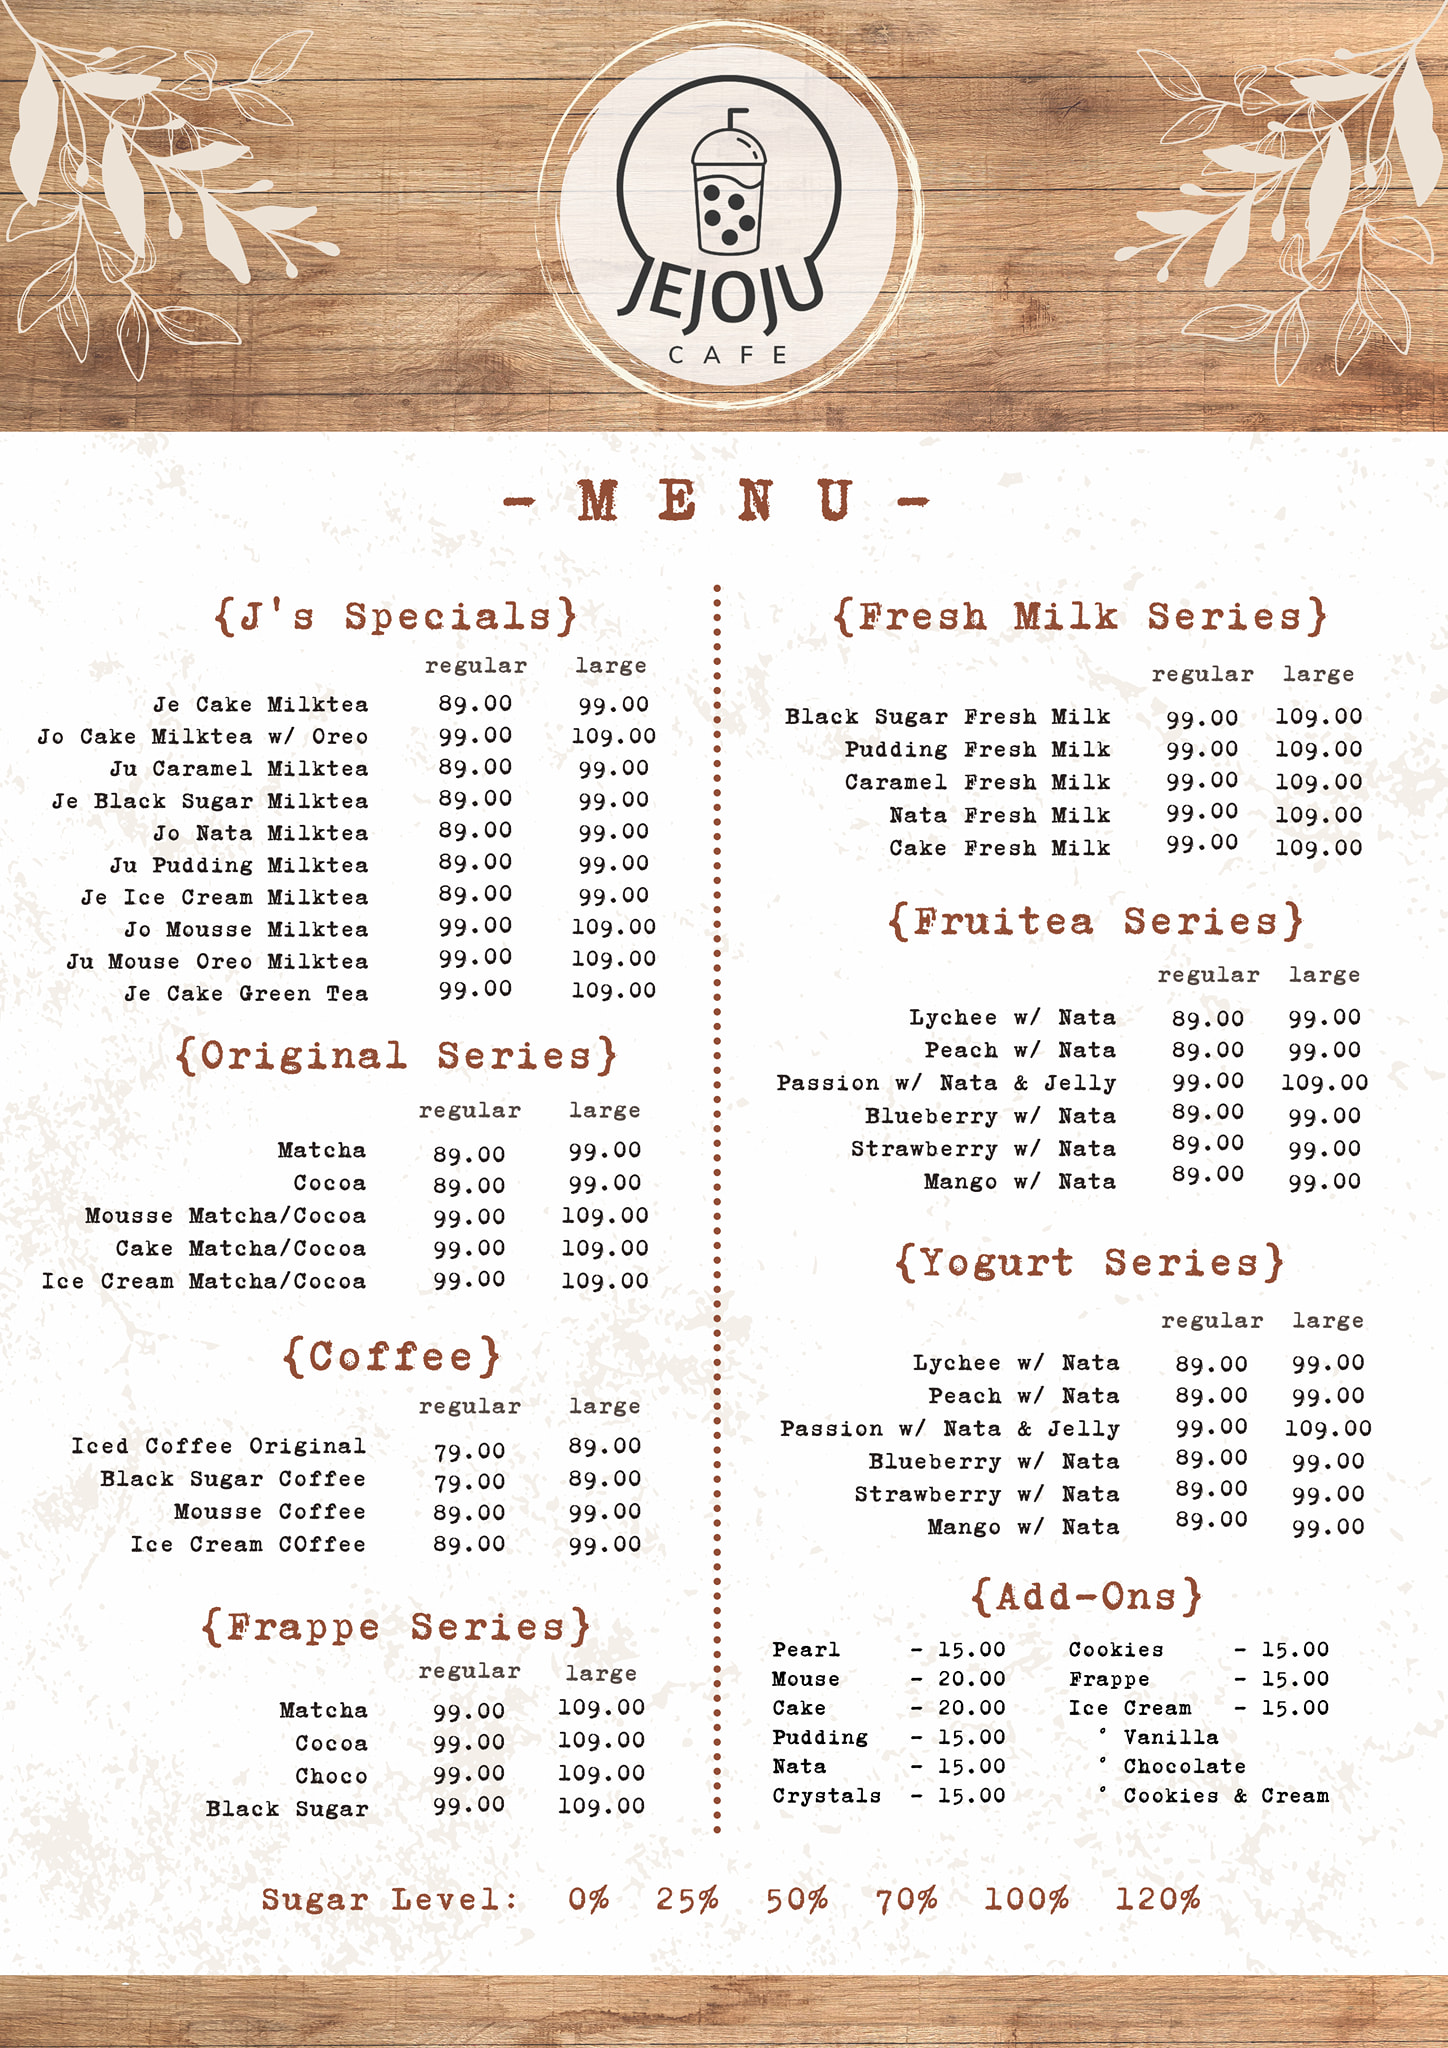 JEJOJU
CAFE
- M E N U -
{J's Specials}
regular large
Je Cake Milktea 89.00 99.00
Jo Cake Milktea w/ Oreo 99.00 109.00
Ju Caramel Milktea 89.00 99.00
Je Black Sugar Milktea 89.00 99.00
Jo Nata Milktea 89.00 99.00
Ju Pudding Milktea 89.00 99.00
Je Ice Cream Milktea 89.00 99.00
Jo Mousse Milktea 99.00 109.00
Ju Mouse Oreo Milktea 99.00 109.00
Je Cake Green Tea 99.00 109.00
{Original Series}
regular large
Matcha 89.00 99.00
Cocoa 89.00 99.00
Mousse Matcha/Cocoa 99.00 109.00
Cake Matcha/Cocoa 99.00 109.00
Ice Cream Matcha/Cocoa 99.00 109.00
{Coffee}
regular large
Iced Coffee Original 79.00 89.00
Black Sugar Coffee 79.00 89.00
Mousse Coffee 89.00 99.00
Ice Cream COffee 89.00 99.00
{Frappe Series}
regular large
Matcha 99.00 109.00
Cocoa 99.00 109.00
Choco 99.00 109.00
Black Sugar 99.00 109.00
{Fresh Milk Series}
regular large
Black Sugar Fresh Milk 99.00 109.00
Pudding Fresh Milk 99.00 109.00
Caramel Fresh Milk 99.00 109.00
Nata Fresh Milk 99.00 109.00
Cake Fresh Milk 99.00 109.00
{Fruitea Series}
regular large
Lychee w/ Nata 89.00 99.00
Peach w/ Nata 89.00 99.00
Passion w/ Nata & Jelly 99.00 109.00
Blueberry w/ Nata 89.00 99.00
Strawberry w/ Nata 89.00 99.00
Mango w/ Nata 89.00 99.00
{Yogurt Series}
regular large
Lychee w/ Nata 89.00 99.00
Peach w/ Nata 89.00 99.00
Passion w/ Nata & Jelly 99.00 109.00
Blueberry w/ Nata 89.00 99.00
Strawberry w/ Nata 89.00 99.00
Mango w/ Nata 89.00 99.00
{Add-Ons}
Pearl - 15.00
Mouse - 20.00
Cake - 20.00
Pudding - 15.00
Nata - 15.00
Crystals - 15.00
Cookies - 15.00
Frappe - 15.00
Ice Cream - 15.00
° Vanilla
° Chocolate
° Cookies & Cream
Sugar Level: 0% 25% 50% 70% 100% 120%